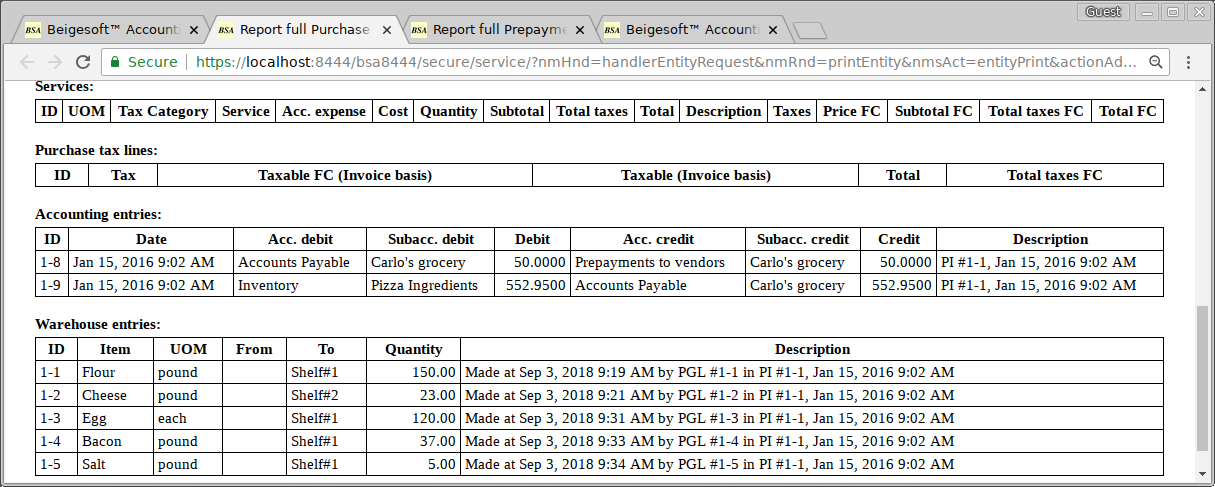 Guest
BSA Beigesoft™ Accounti
BSA Report full Purchase
BSA Report full Prepayme
BSA Beigesoft™ Accounti
Secure https://localhost:8444/bsa8444/secure/service/?nmHnd=handlerEntityRequest&nmRnd=printEntity&nmsAct=entityPrint&actionAd...
Services:
ID UOM Tax Category Service Acc. expense Cost Quantity Subtotal Total taxes Total Description Taxes Price FC Subtotal FC Total taxes FC Total FC
Purchase tax lines:
ID Tax Taxable FC (Invoice basis) Taxable (Invoice basis) Total Total taxes FC
Accounting entries:
ID Date Acc. debit Subacc. debit Debit Acc. credit Subacc. credit Credit Description
1-8 Jan 15, 2016 9:02 AM Accounts Payable Carlo's grocery 50.0000 Prepayments to vendors Carlo's grocery 50.0000 PI #1-1, Jan 15, 2016 9:02 AM
1-9 Jan 15, 2016 9:02 AM Inventory Pizza Ingredients 552.9500 Accounts Payable Carlo's grocery 552.9500 PI #1-1, Jan 15, 2016 9:02 AM
Warehouse entries:
ID Item UOM From To Quantity Description
1-1 Flour pound Shelf#1 150.00 Made at Sep 3, 2018 9:19 AM by PGL #1-1 in PI #1-1, Jan 15, 2016 9:02 AM
1-2 Cheese pound Shelf#2 23.00 Made at Sep 3, 2018 9:21 AM by PGL #1-2 in PI #1-1, Jan 15, 2016 9:02 AM
1-3 Egg each Shelf#1 120.00 Made at Sep 3, 2018 9:31 AM by PGL #1-3 in PI #1-1, Jan 15, 2016 9:02 AM
1-4 Bacon pound Shelf#1 37.00 Made at Sep 3, 2018 9:33 AM by PGL #1-4 in PI #1-1, Jan 15, 2016 9:02 AM
1-5 Salt pound Shelf#1 5.00 Made at Sep 3, 2018 9:34 AM by PGL #1-5 in PI #1-1, Jan 15, 2016 9:02 AM